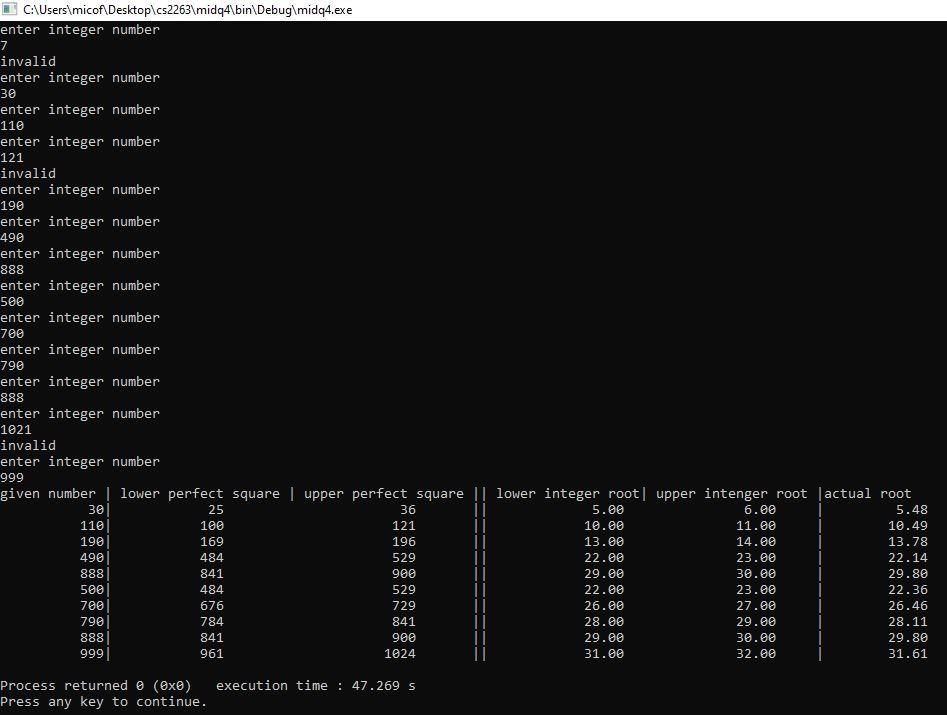 C:\Users\micof\Desktop\cs2263\midq4\bin\Debug\midq4.exe
enter integer number
7
invalid
enter integer number
30
enter integer number
110
enter integer number
121
invalid
enter integer number
190
enter integer number
490
enter integer number
888
enter integer number
500
enter integer number
700
enter integer number
790
enter integer number
888
enter integer number
1021
invalid
enter integer number
999
given number | lower perfect square | upper perfect square || lower integer root| upper intenger root |actual root
30| 25 36 || 5.00 6.00 | 5.48
110| 100 121 || 10.00 11.00 | 10.49
190| 169 196 || 13.00 14.00 | 13.78
490| 484 529 || 22.00 23.00 | 22.14
888| 841 900 || 29.00 30.00 | 29.80
500| 484 529 || 22.00 23.00 | 22.36
700| 676 729 || 26.00 27.00 | 26.46
790| 784 841 || 28.00 29.00 | 28.11
888| 841 900 || 29.00 30.00 | 29.80
999| 961 1024 || 31.00 32.00 | 31.61
Process returned 0 (0x0) execution time : 47.269 s
Press any key to continue.